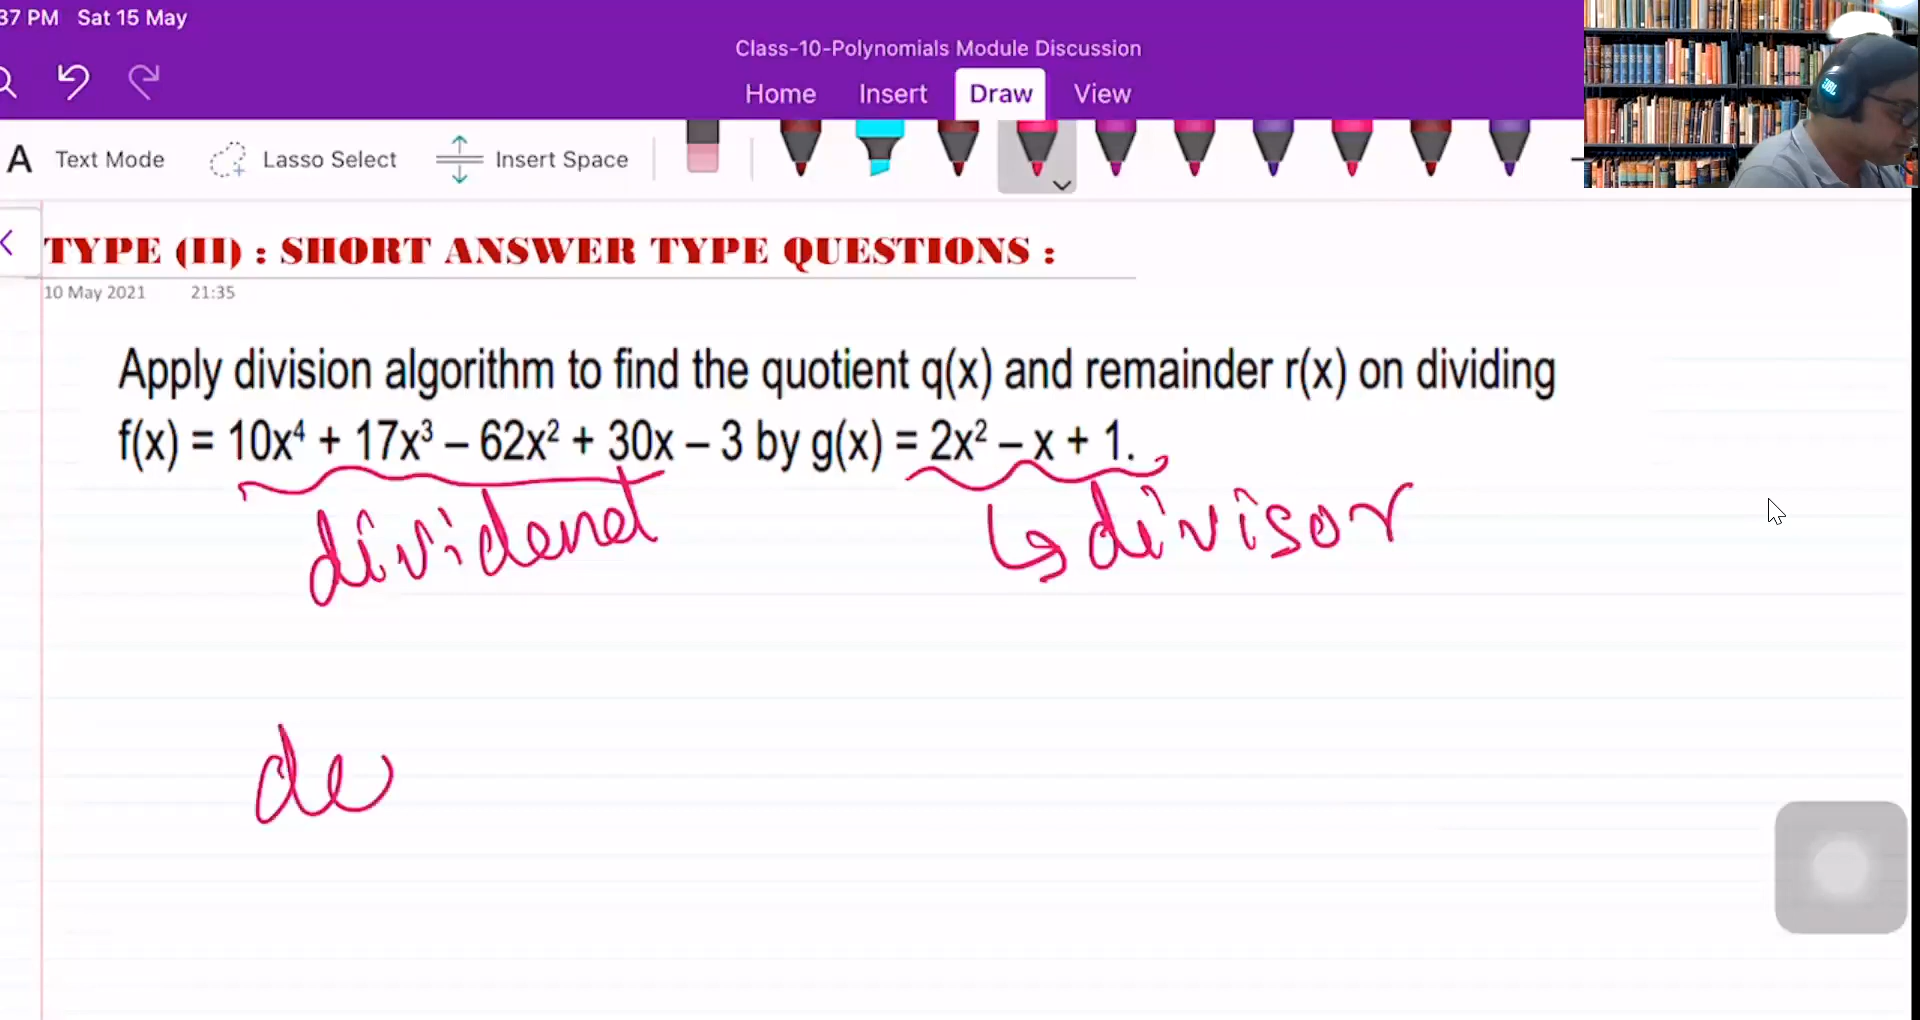 37 PM Sat 15 May
Class-10-Polynomials Module Discussion
Home Insert Draw View
A Text Mode Lasso Select Insert Space
JBL
TYPE (II) : SHORT ANSWER TYPE QUESTIONS :
10 May 2021 21:35
Apply division algorithm to find the quotient q(x) and remainder r(x) on dividing
f(x) = 10x⁴ + 17x³ – 62x² + 30x – 3 by g(x) = 2x² – x + 1.
dividend ↳ divisor
de